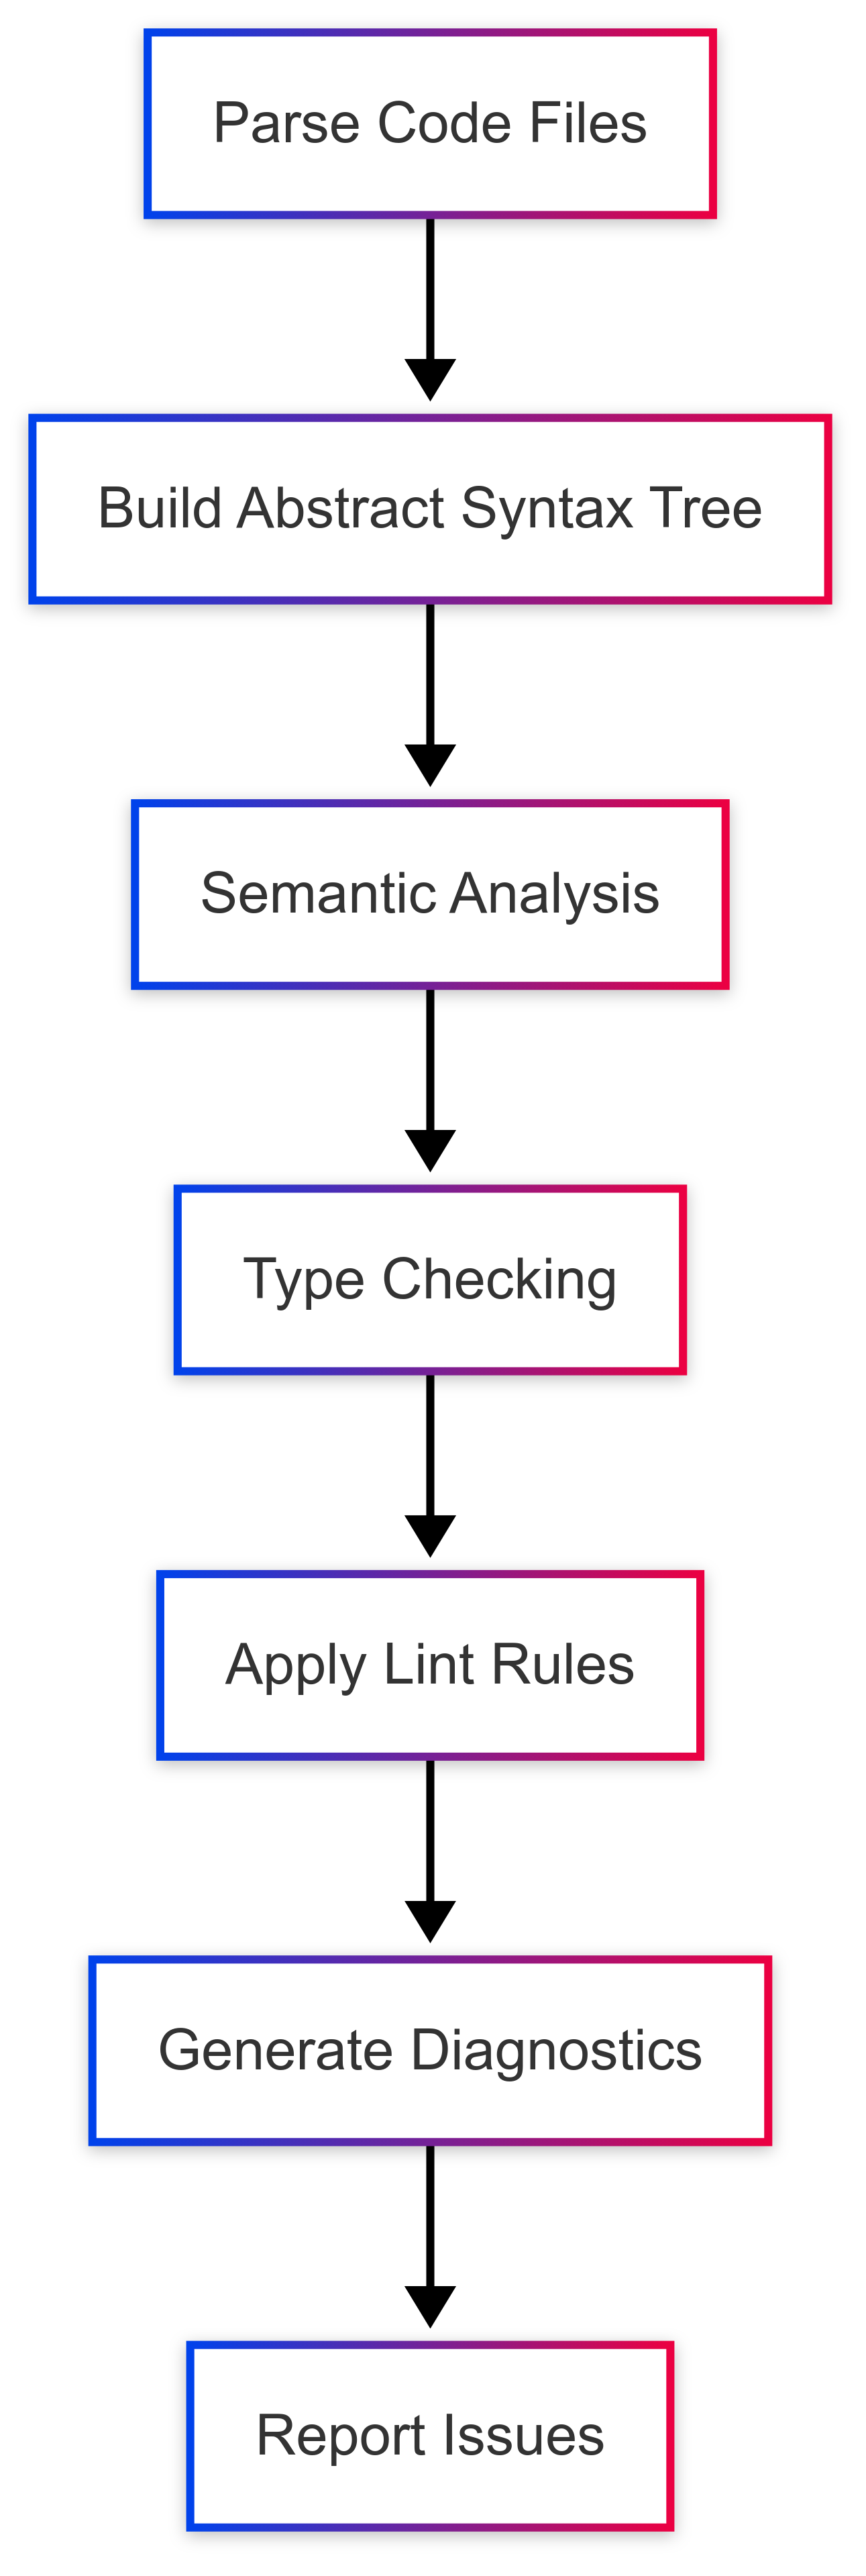 Parse Code Files
Build Abstract Syntax Tree
Semantic Analysis
Type Checking
Apply Lint Rules
Generate Diagnostics
Report Issues